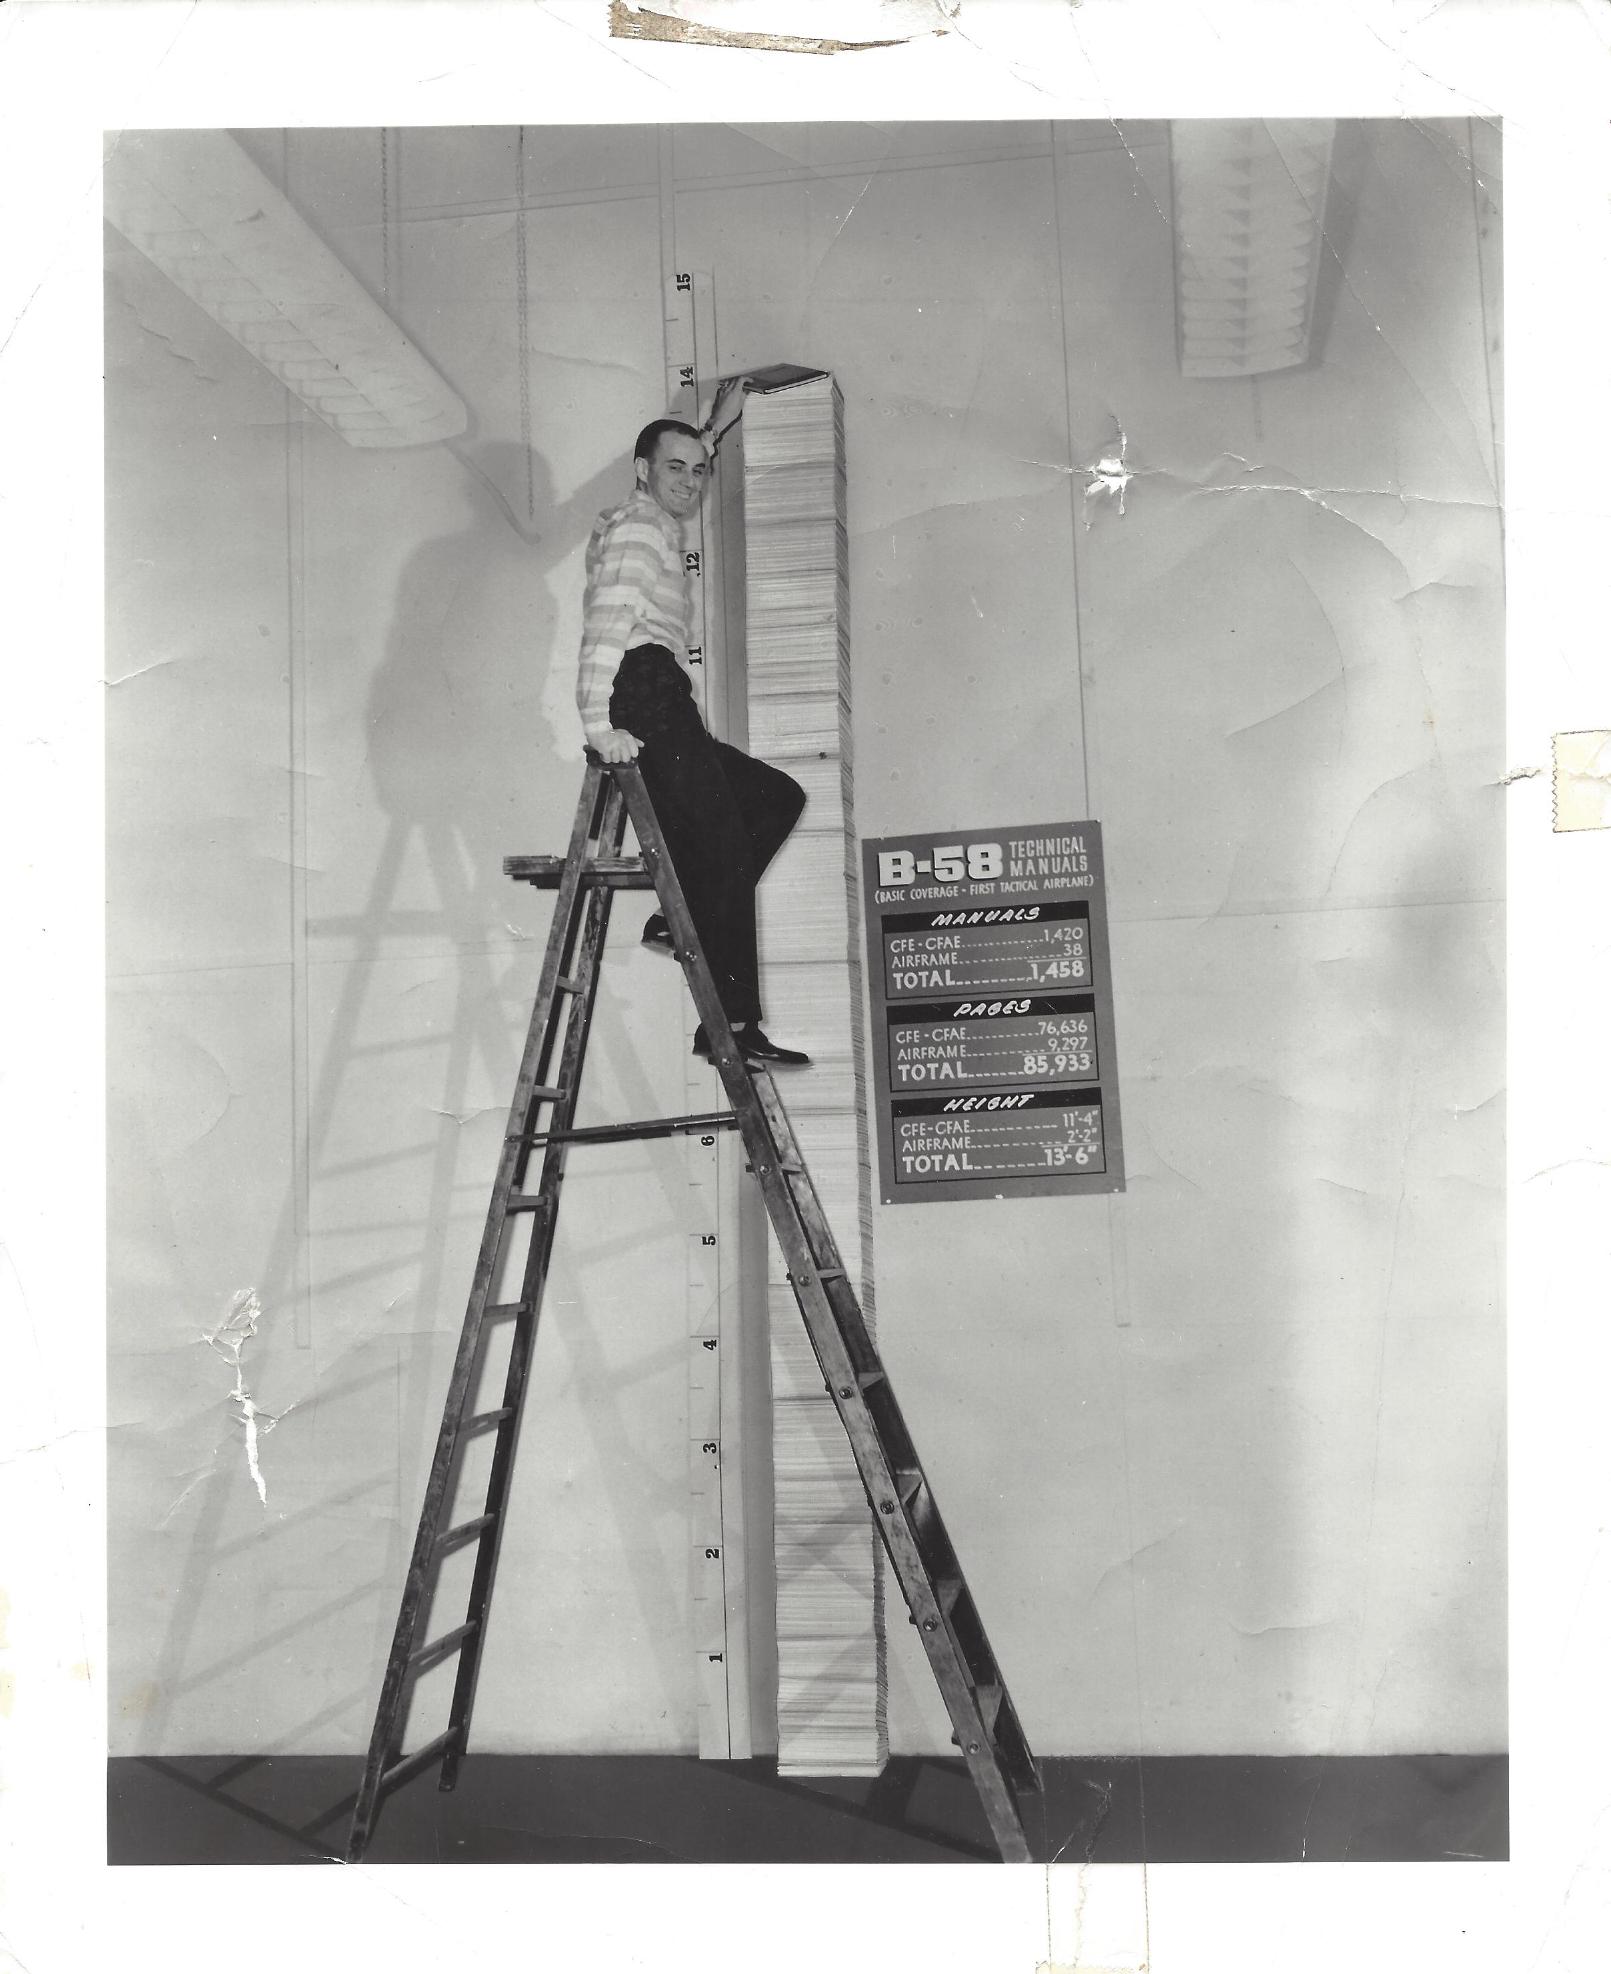 15
14
12
11
6
5
4
3
2
1
B-58 TECHNICAL MANUALS
(BASIC COVERAGE - FIRST TACTICAL AIRPLANE)
MANUALS
CFE-CFAE.............1,420
AIRFRAME..............38
TOTAL........1,458
PAGES
CFE-CFAE..........76,636
AIRFRAME..........9,297
TOTAL.......85,933
HEIGHT
CFE-CFAE............ 11'-4"
AIRFRAME............ 2'-2"
TOTAL.......13'-6"